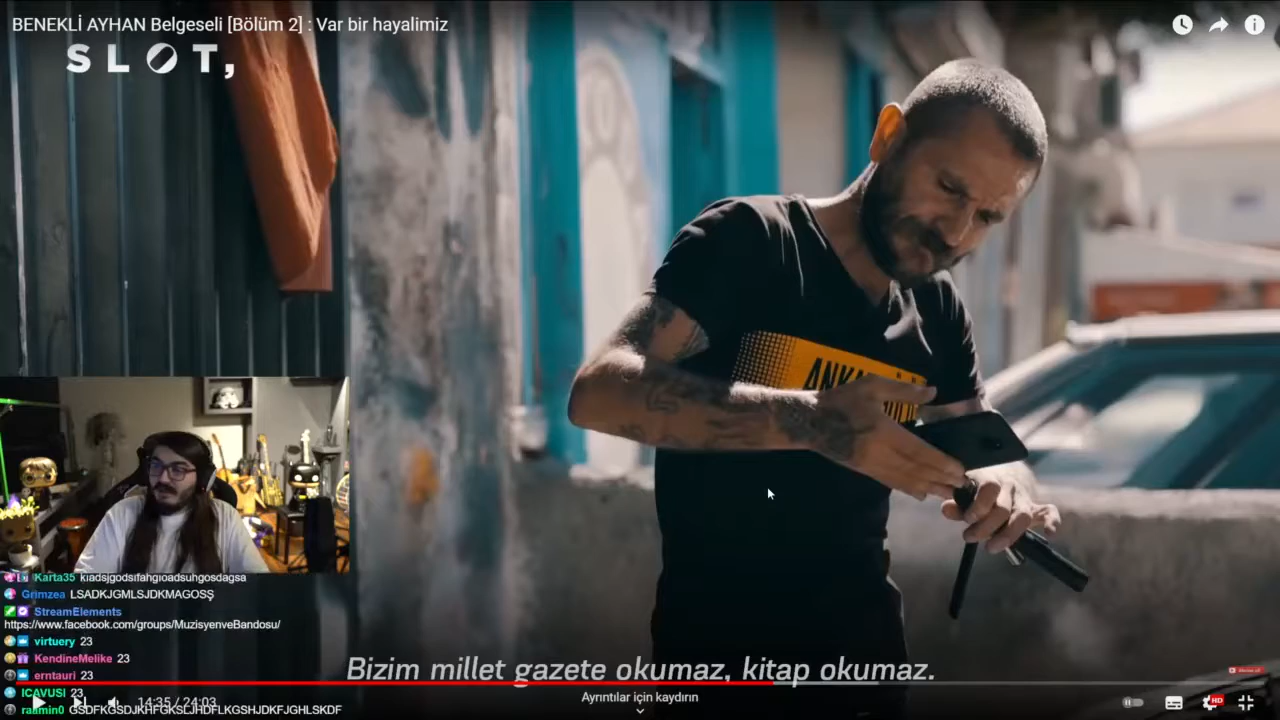 BENEKLİ AYHAN Belgeseli [Bölüm 2] : Var bir hayalimiz
SLOT,
Karta35 kıadsjgodsıfahgıoadsuhgosdagsa
Grimzea LSADKJGMLSJDKMAGOSŞ
StreamElements
https://www.facebook.com/groups/MuzisyenveBandosu/
virtuery 23
KendineMelike 23
erntauri 23
ICAVUSI 23
Bizim millet gazete okumaz, kitap okumaz.
14:35 / 24:03
Ayrıntılar için kaydırın
HD